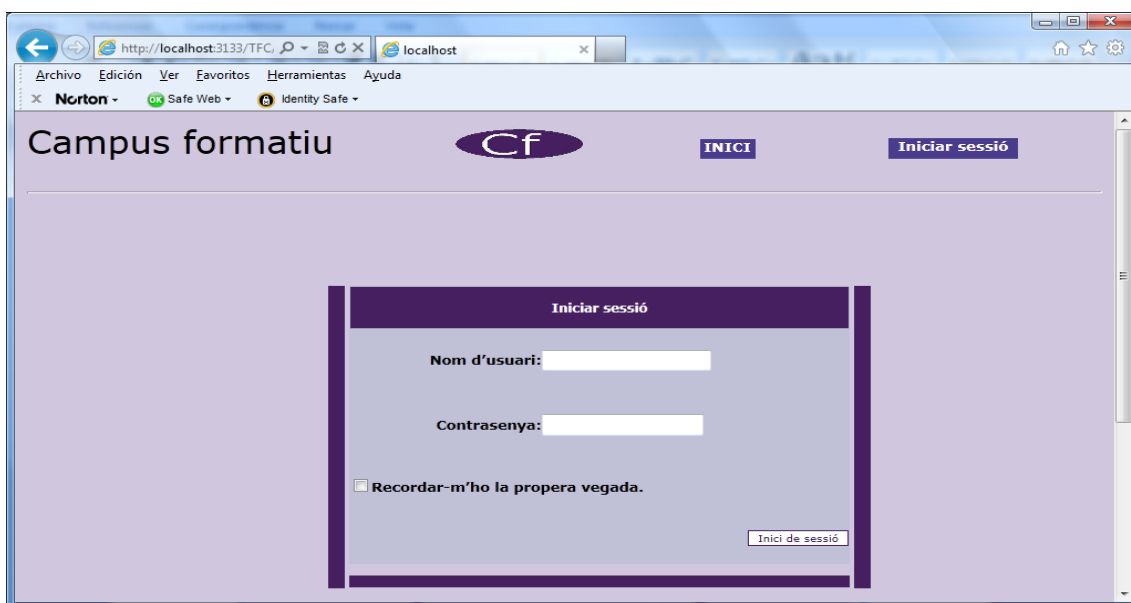 http://localhost:3133/TFC,
localhost
Archivo Edición Ver Favoritos Herramientas Ayuda
Norton
OK Safe Web
Identity Safe
Campus formatiu
Cf
INICI
Iniciar sessió
Iniciar sessió
Nom d'usuari:
Contrasenya:
Recordar-m'ho la propera vegada.
Inici de sessió